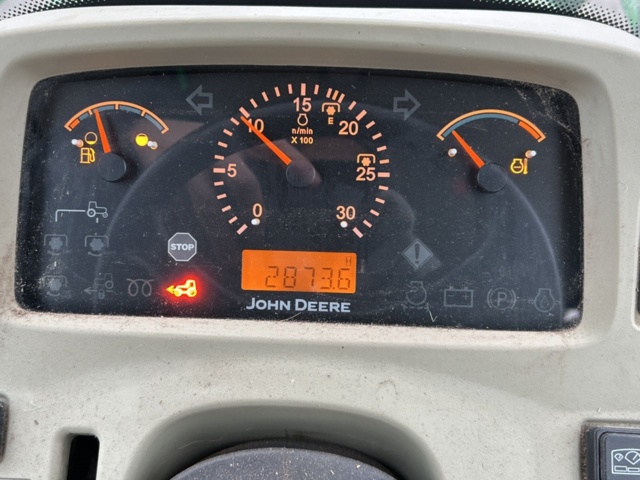 15
10
20
E
n/min
X 100
5
25
0
30
STOP
H
2873.6
JOHN DEERE
P